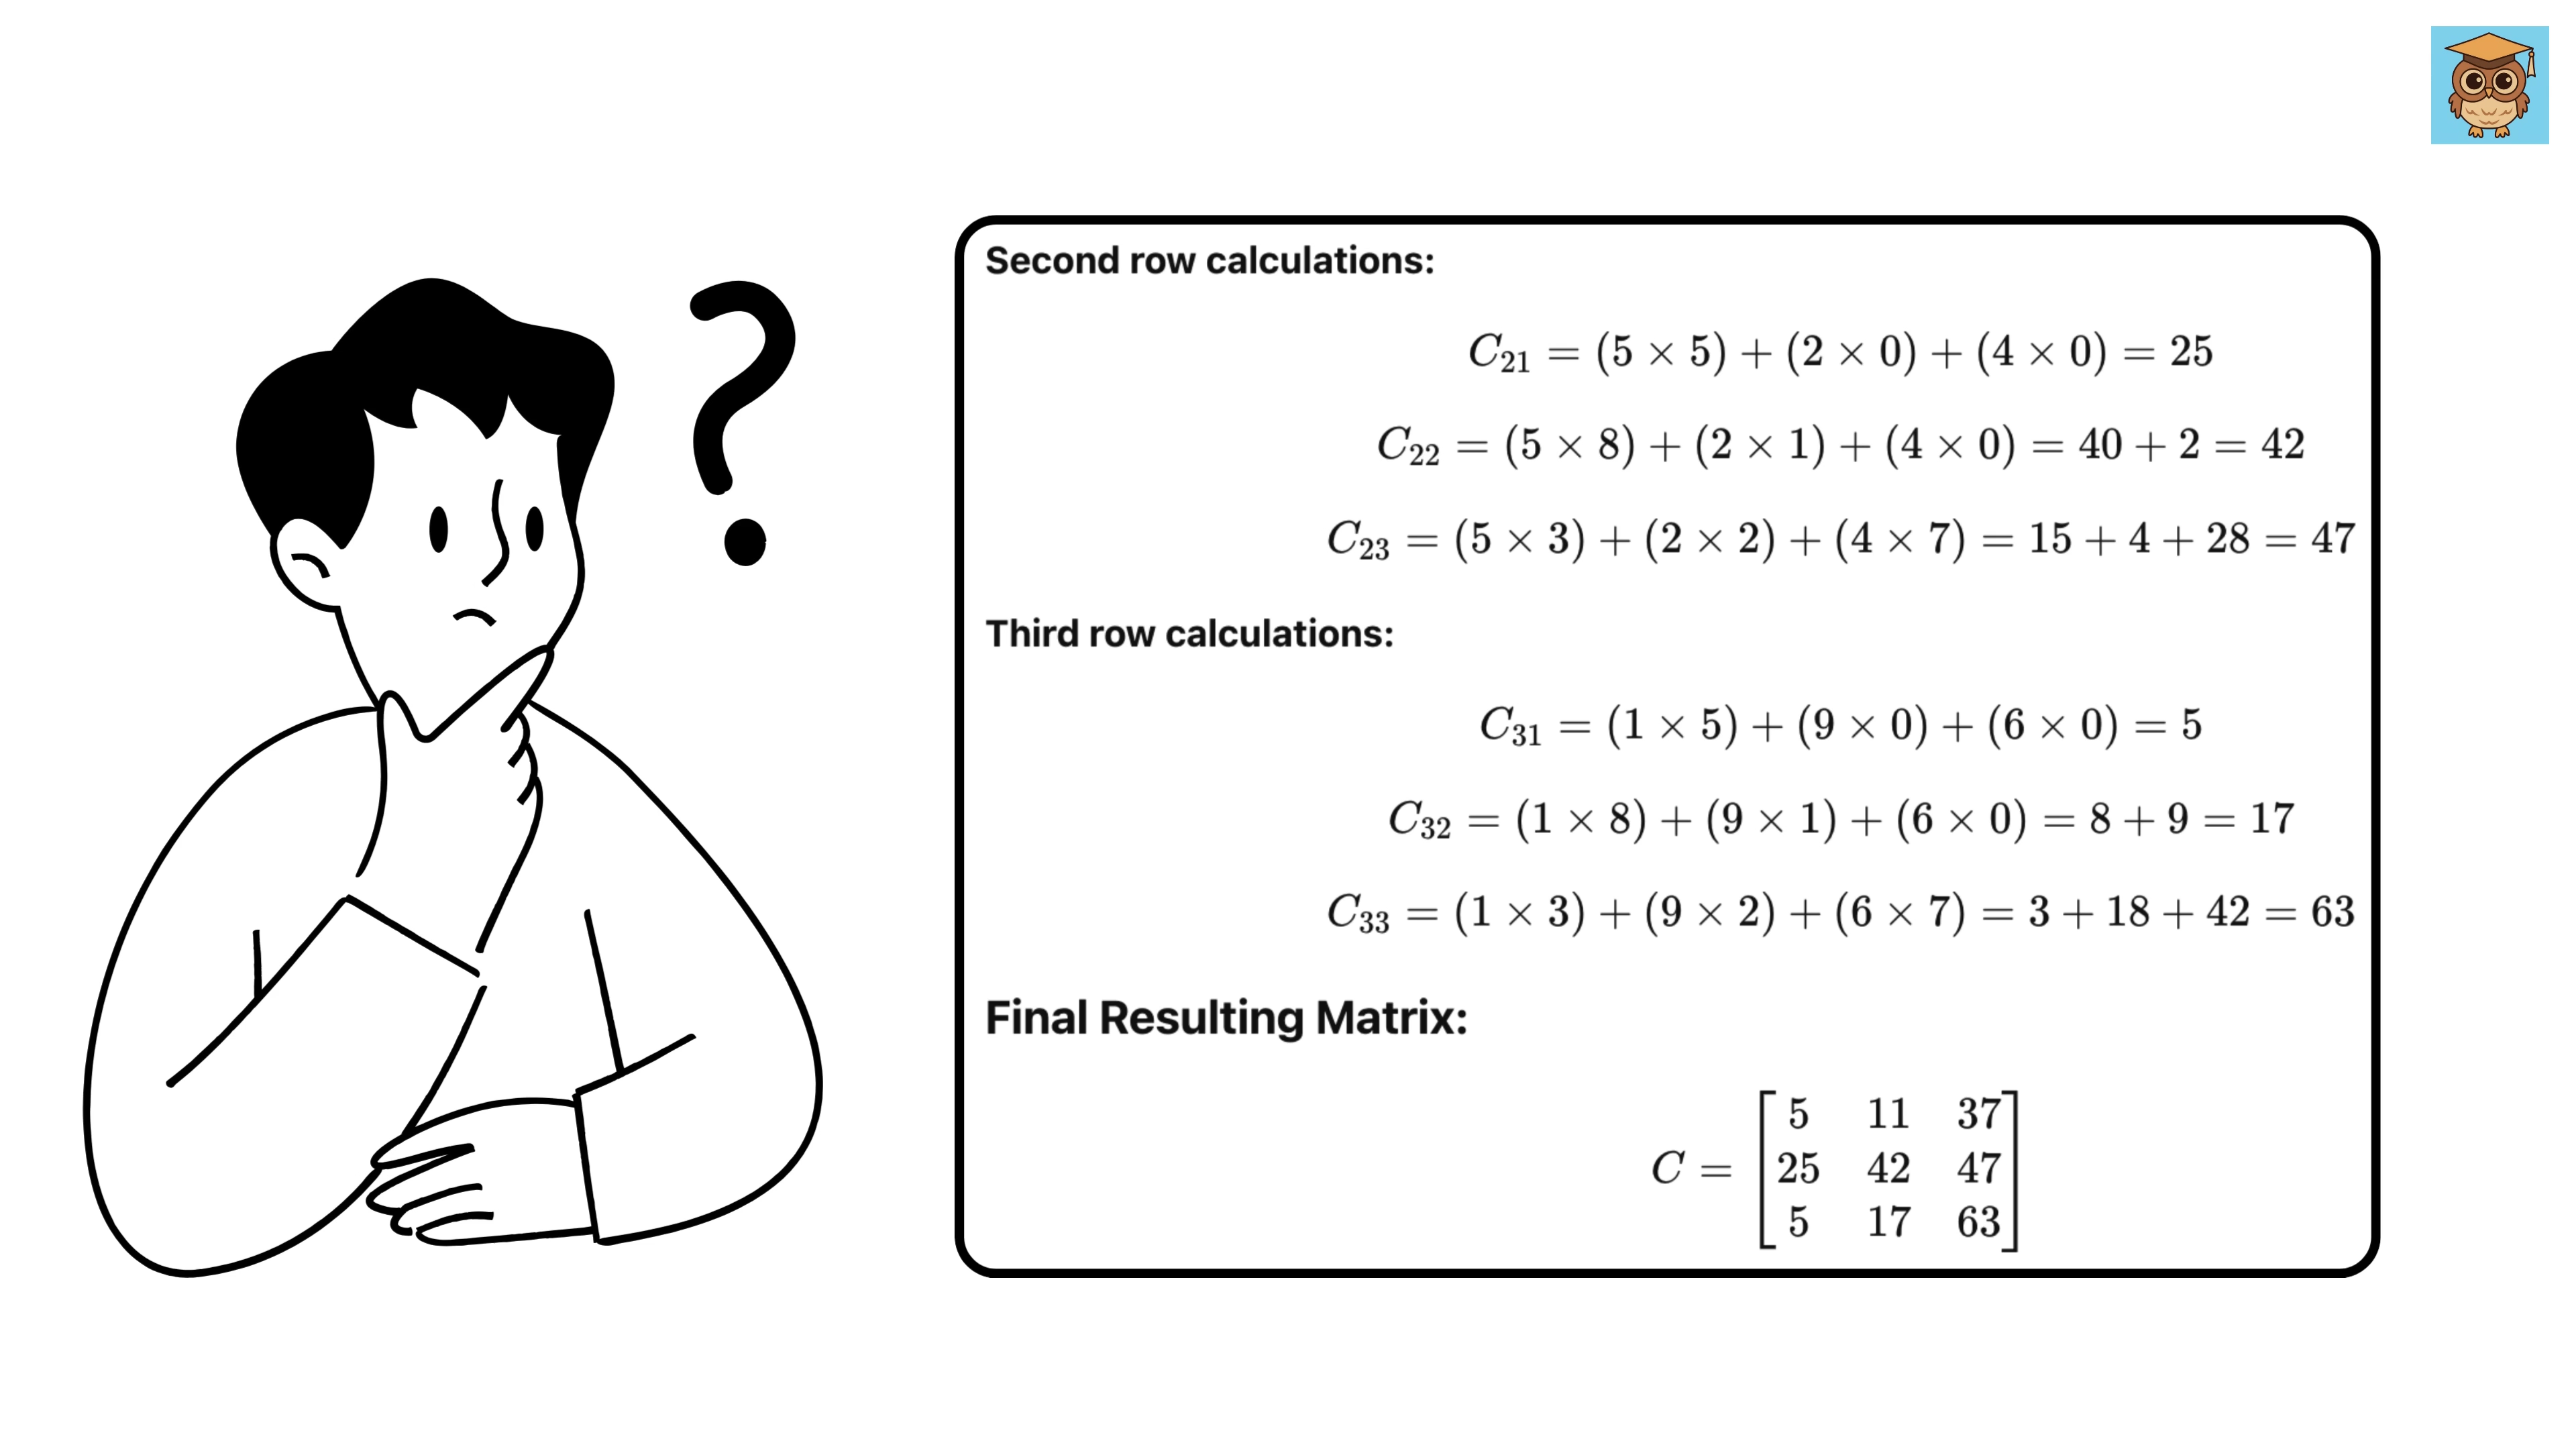 ?
Second row calculations:
C₂₁ = (5 × 5) + (2 × 0) + (4 × 0) = 25
C₂₂ = (5 × 8) + (2 × 1) + (4 × 0) = 40 + 2 = 42
C₂₃ = (5 × 3) + (2 × 2) + (4 × 7) = 15 + 4 + 28 = 47
Third row calculations:
C₃₁ = (1 × 5) + (9 × 0) + (6 × 0) = 5
C₃₂ = (1 × 8) + (9 × 1) + (6 × 0) = 8 + 9 = 17
C₃₃ = (1 × 3) + (9 × 2) + (6 × 7) = 3 + 18 + 42 = 63
Final Resulting Matrix:
5 11 37
C = 25 42 47
5 17 63